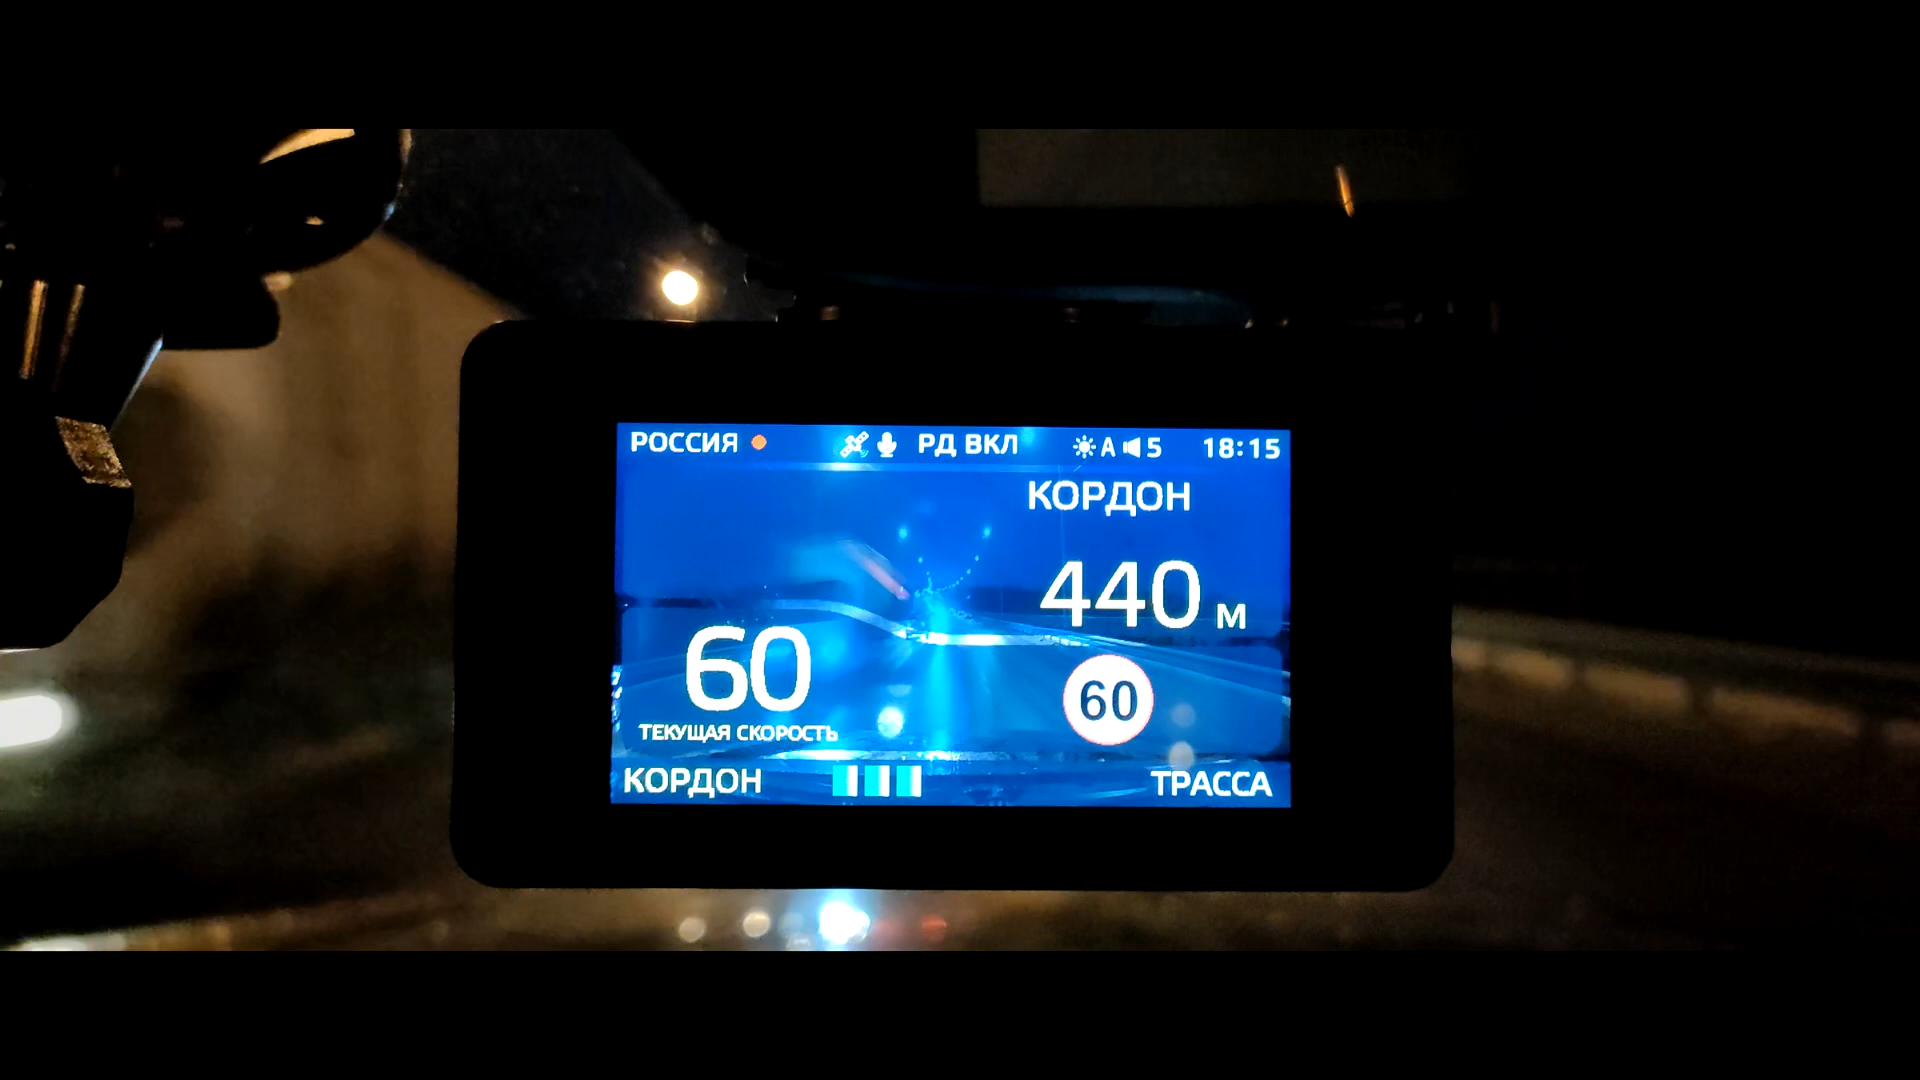 РОССИЯ РД ВКЛ A 5 18:15
КОРДОН
440 м
60
ТЕКУЩАЯ СКОРОСТЬ
60
КОРДОН ТРАССА